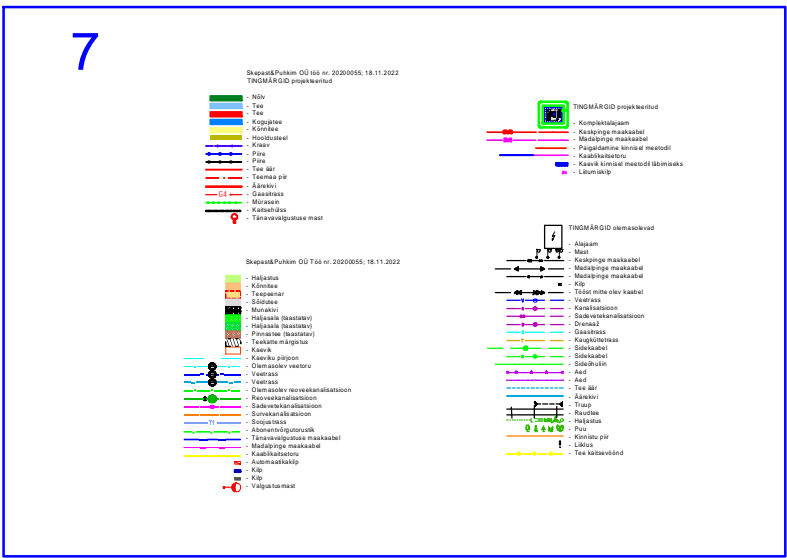 7
Skepast&Puhkim OÜ töö nr. 20200055; 18.11.2022
TINGMÄRGID projekteeritud
- Nõlv
- Tee
- Tee
- Kogujatee
- Kõnnitee
- Hooldusteel
- Kraav
- Piire
- Piire
- Tee äär
- Teemaa piir
- Äärekivi
G4 - Gaasitrass
- Mürasein
- Kaitsehülss
- Tänavavalgustuse mast
Skepast&Puhkim OÜ Töö nr. 20200055; 18.11.2022
- Haljastus
- Kõnnitee
- Teepeenar
- Sõidutee
- Munakivi
- Haljasala (taastatav)
- Haljasala (taastatav)
- Pinnastee (taastatav)
- Teekatte märgistus
- Kaevik
- Kaeviku piirjoon
- Olemasolev veetoru
- Veetrass
- Veetrass
- Olemasolev reoveekanalisatsioon
- Reoveekanalisatsioon
- Sadevetekanalisatsioon
- Survekanalisatsioon
T1 - Soojustrass
- Abonentvõrgutorustik
- Tänavavalgustuse maakaabel
- Madalpinge maakaabel
- Kaablikaitsetoru
- Automaatikakilp
- Kilp
- Kilp
- Valgustusmast
TINGMÄRGID projekteeritud
- Komplektalajaam
- Keskpinge maakaabel
- Madalpinge maakaabel
- Paigaldamine kinnisel meetodil
- Kaablikaitsetoru
- Kaevik kinnisel meetodil läbimiseks
- Liitumiskilp
TINGMÄRGID olemasolevad
- Alajaam
- Mast
- Keskpinge maakaabel
- Madalpinge maakaabel
- Madalpinge maakaabel
- Kilp
- Tööst mitte olev kaabel
- Veetrass
- Kanalisatsioon
- Sadevetekanalisatsioon
- Drenaaž
- Gaasitrass
- Kaugküttetrass
- Sidekaabel
- Sidekaabel
- Sideõhuliin
- Aed
- Aed
- Tee äär
- Äärekivi
- Truup
- Raudtee
- Haljastus
- Puu
- Kinnistu piir
- Liiklus
- Tee kaitsevöönd